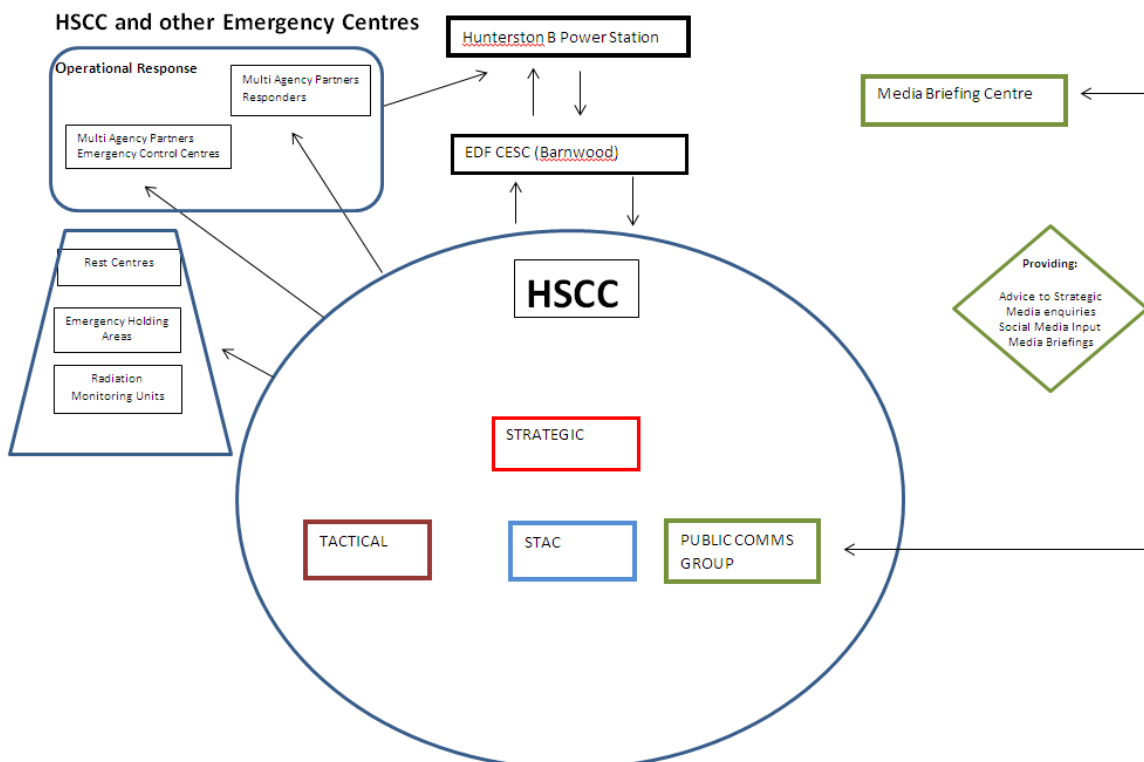 HSCC and other Emergency Centres
Hunterston B Power Station
Operational Response
Multi Agency Partners
Responders
Multi Agency Partners
Emergency Control Centres
Media Briefing Centre
EDF CESC (Barnwood)
Rest Centres
Emergency Holding
Areas
Radiation
Monitoring Units
Providing:
Advice to Strategic
Media enquiries
Social Media Input
Media Briefings
HSCC
STRATEGIC
TACTICAL
STAC
PUBLIC COMMS
GROUP